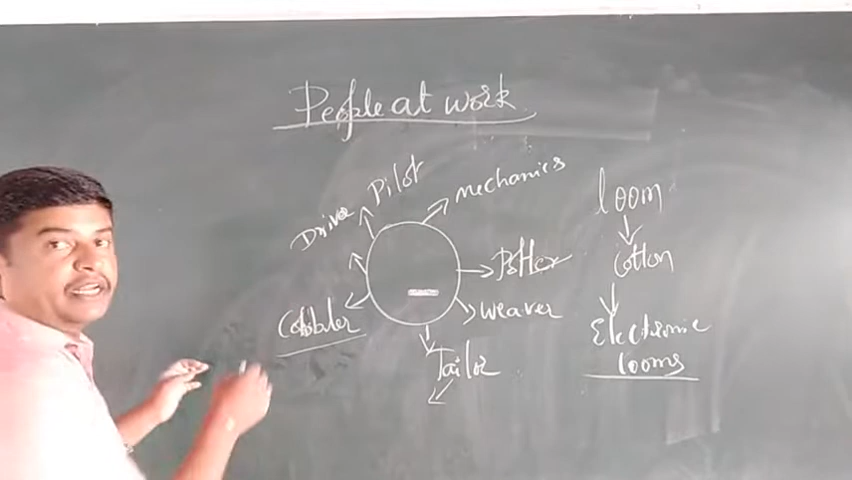 People at work
Pilot
mechanics
Driver
loom
Potter
Cotton
Cobbler
weaver
Electronic
looms
Tailor